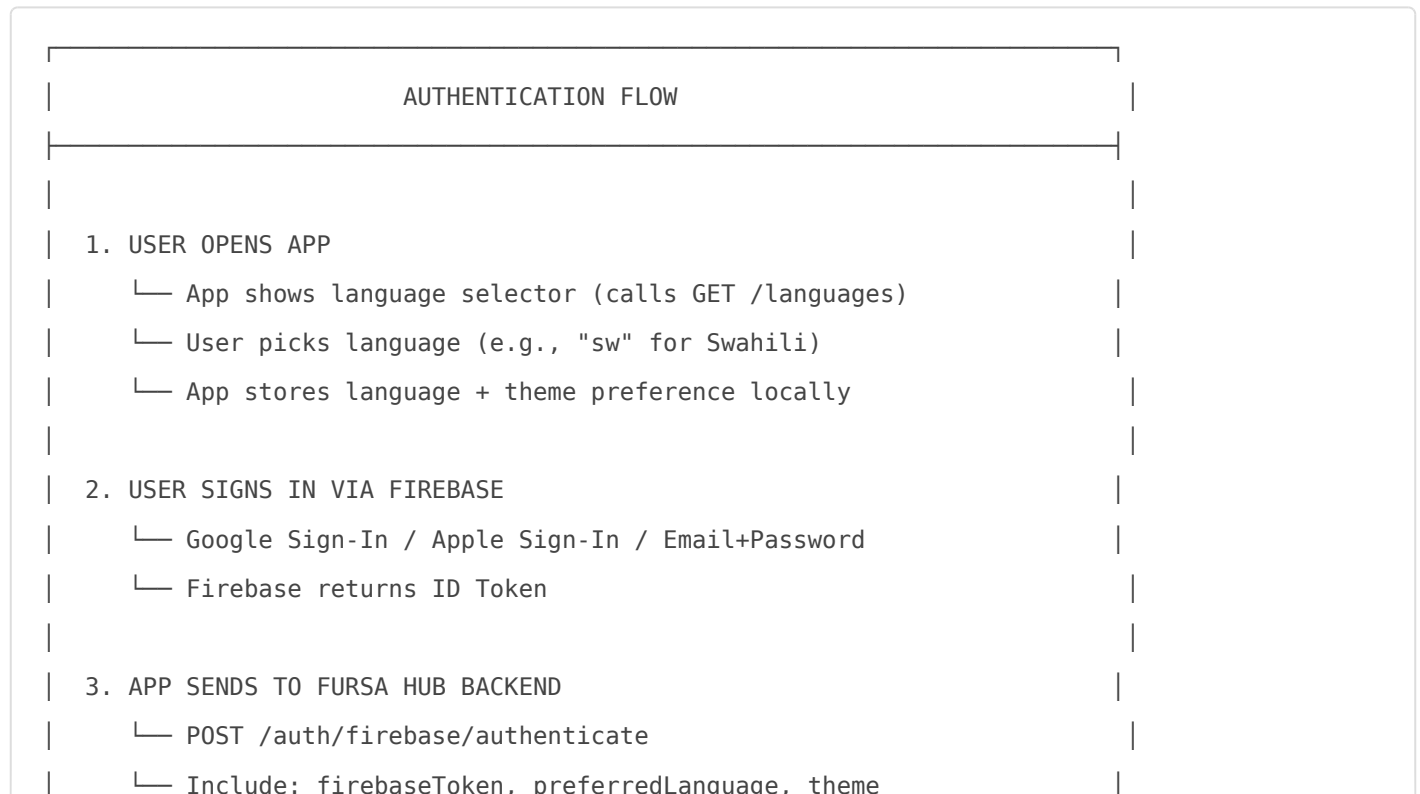 AUTHENTICATION FLOW
1. USER OPENS APP
└── App shows language selector (calls GET /languages)
└── User picks language (e.g., "sw" for Swahili)
└── App stores language + theme preference locally
2. USER SIGNS IN VIA FIREBASE
└── Google Sign-In / Apple Sign-In / Email+Password
└── Firebase returns ID Token
3. APP SENDS TO FURSA HUB BACKEND
└── POST /auth/firebase/authenticate
└── Include: firebaseToken, preferredLanguage, theme